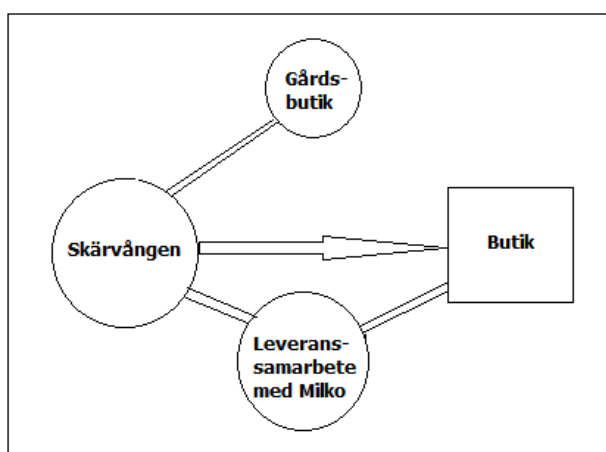 Gårds-
butik
Skärvången
Butik
Leverans-
samarbete
med Milko